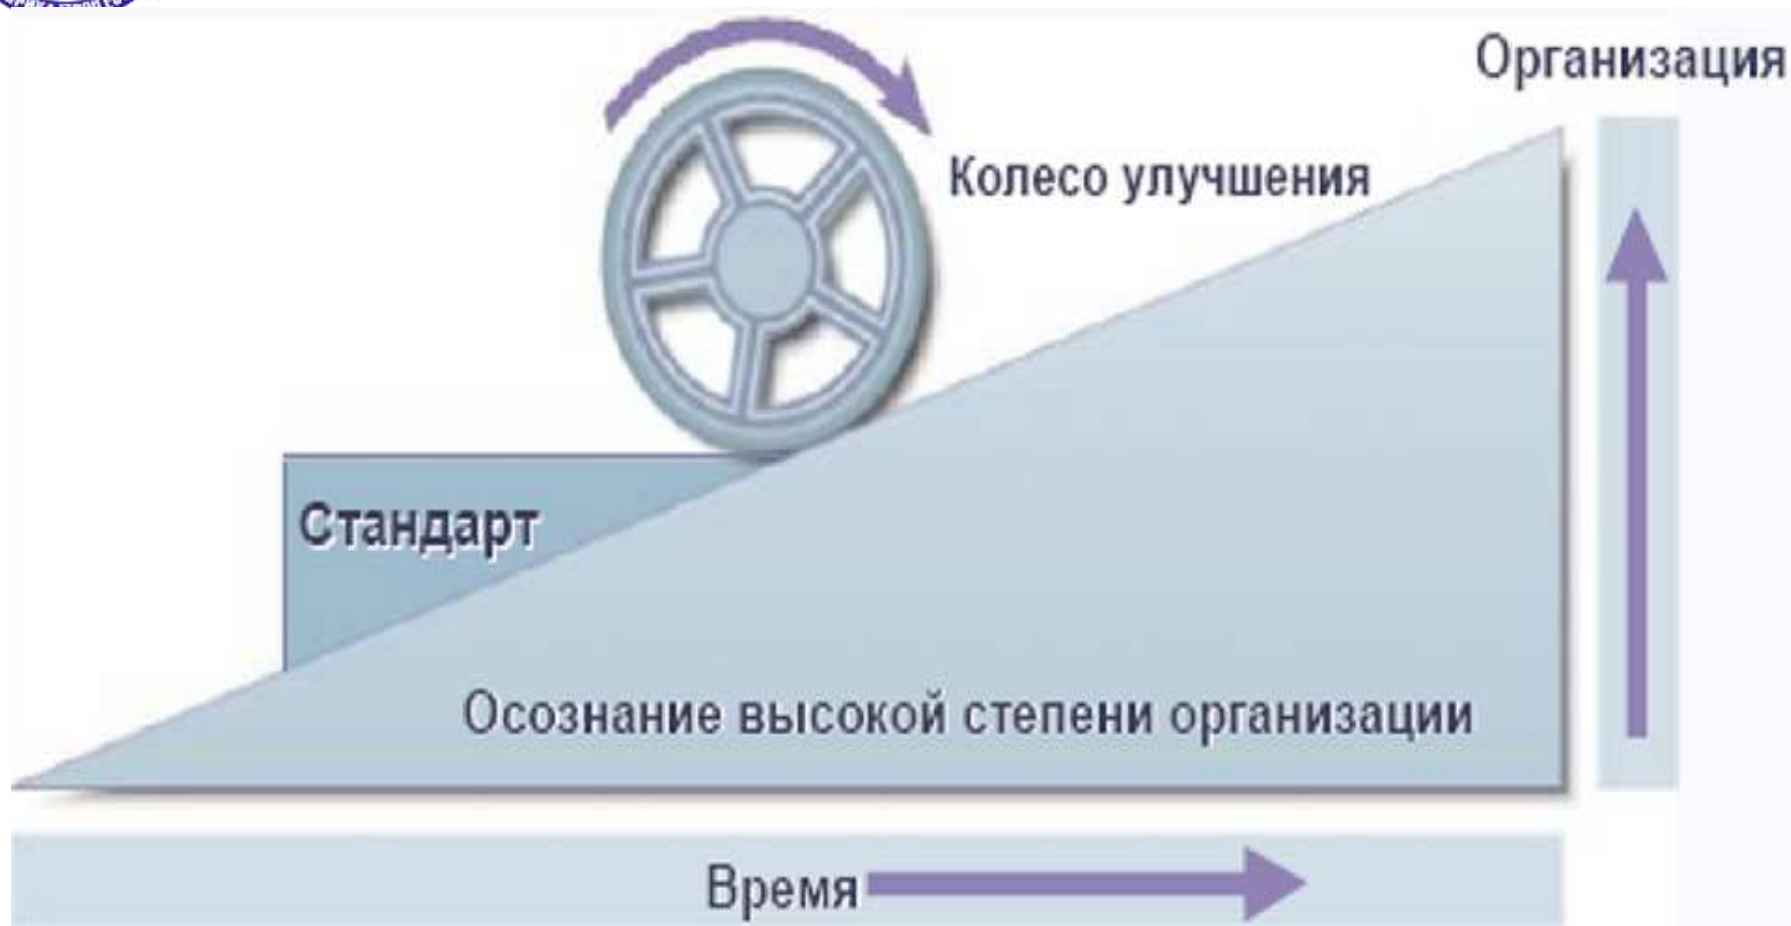 Организация
Колесо улучшения
Стандарт
Осознание высокой степени организации
Время